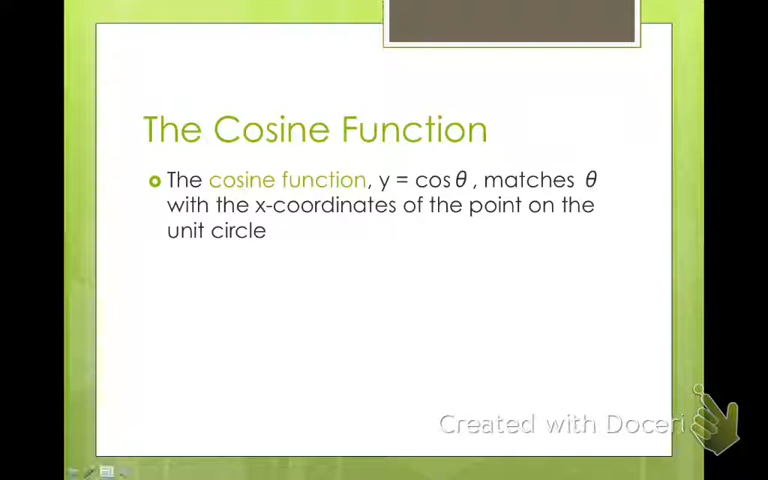 The Cosine Function
The cosine function, y = cos θ , matches θ
with the x-coordinates of the point on the
unit circle
Created with Doceri